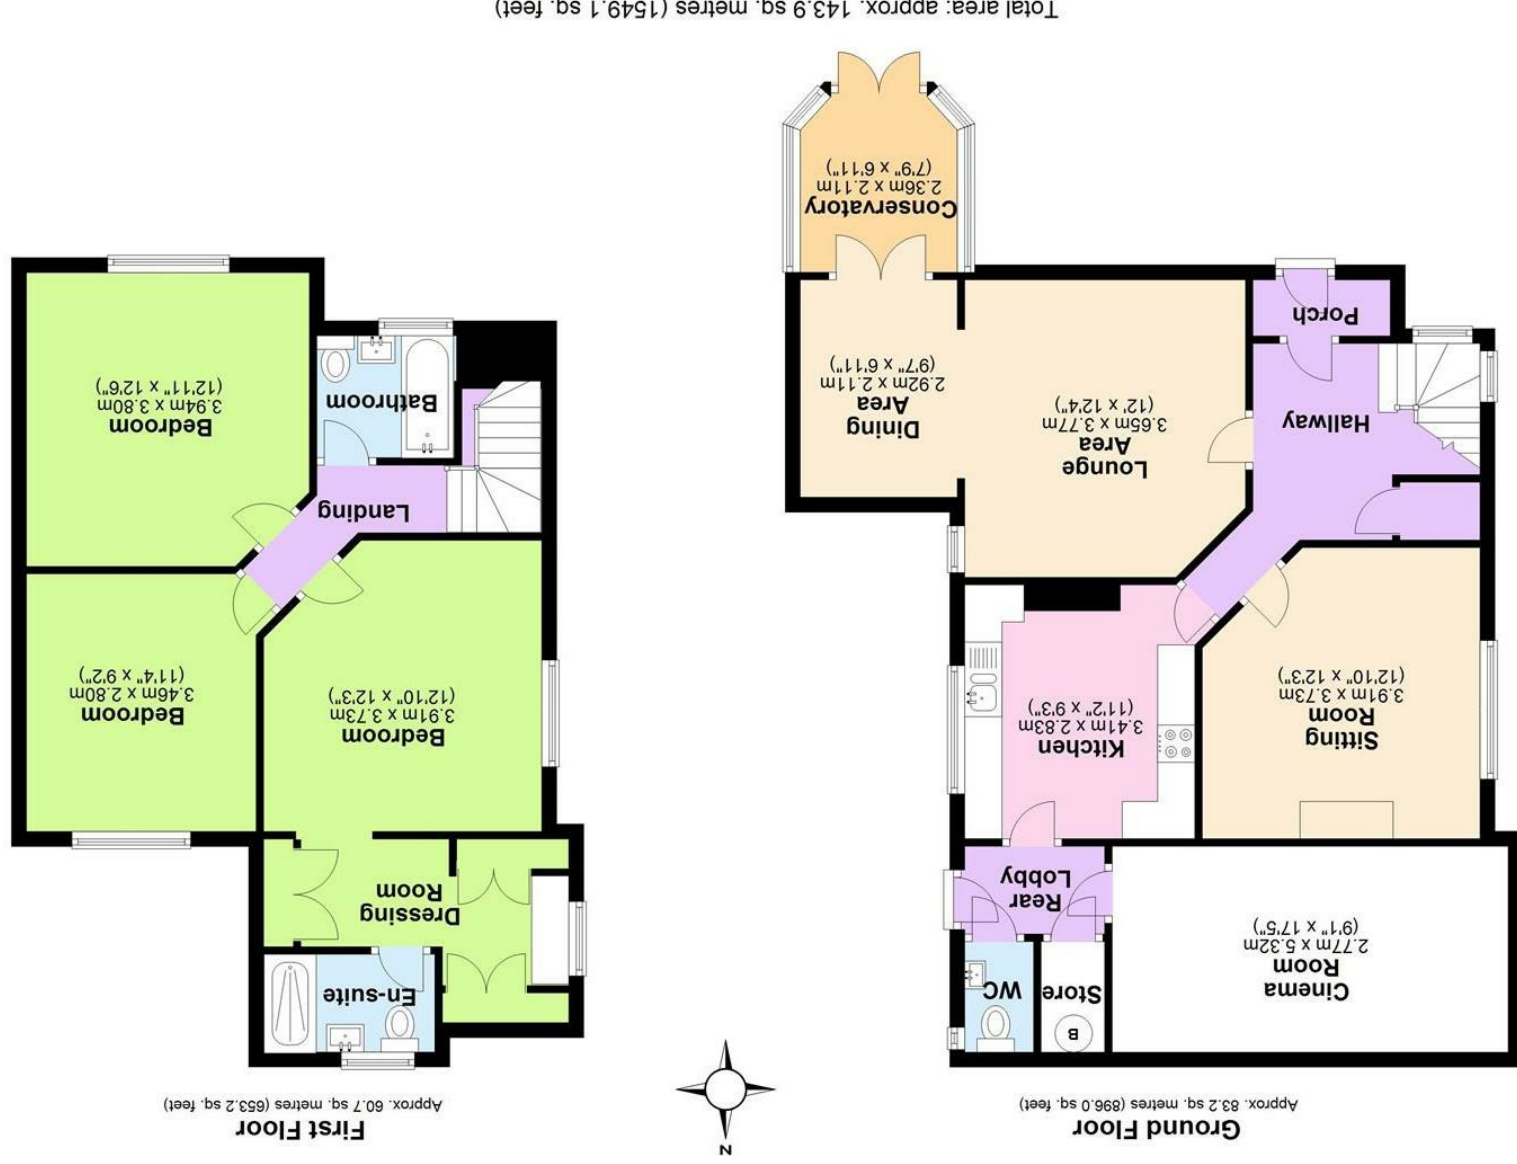 Ground Floor
Approx. 83.2 sq. metres (896.0 sq. feet)
Cinema
Room
2.77m x 5.32m
(9'1" x 17'5")
B
Store
WC
Rear
Lobby
Sitting
Room
3.91m x 3.73m
(12'10" x 12'3")
Kitchen
3.41m x 2.83m
(11'2" x 9'3")
Hallway
Lounge
Area
3.65m x 3.77m
(12' x 12'4")
Dining
Area
2.92m x 2.11m
(9'7" x 6'11")
Porch
Conservatory
2.36m x 2.11m
(7'9" x 6'11")
N
First Floor
Approx. 60.7 sq. metres (653.2 sq. feet)
En-suite
Dressing
Room
Bedroom
3.91m x 3.73m
(12'10" x 12'3")
Bedroom
3.46m x 2.80m
(11'4" x 9'2")
Landing
Bathroom
Bedroom
3.94m x 3.80m
(12'11" x 12'6")
Total area: approx. 143.9 sq. metres (1549.1 sq. feet)